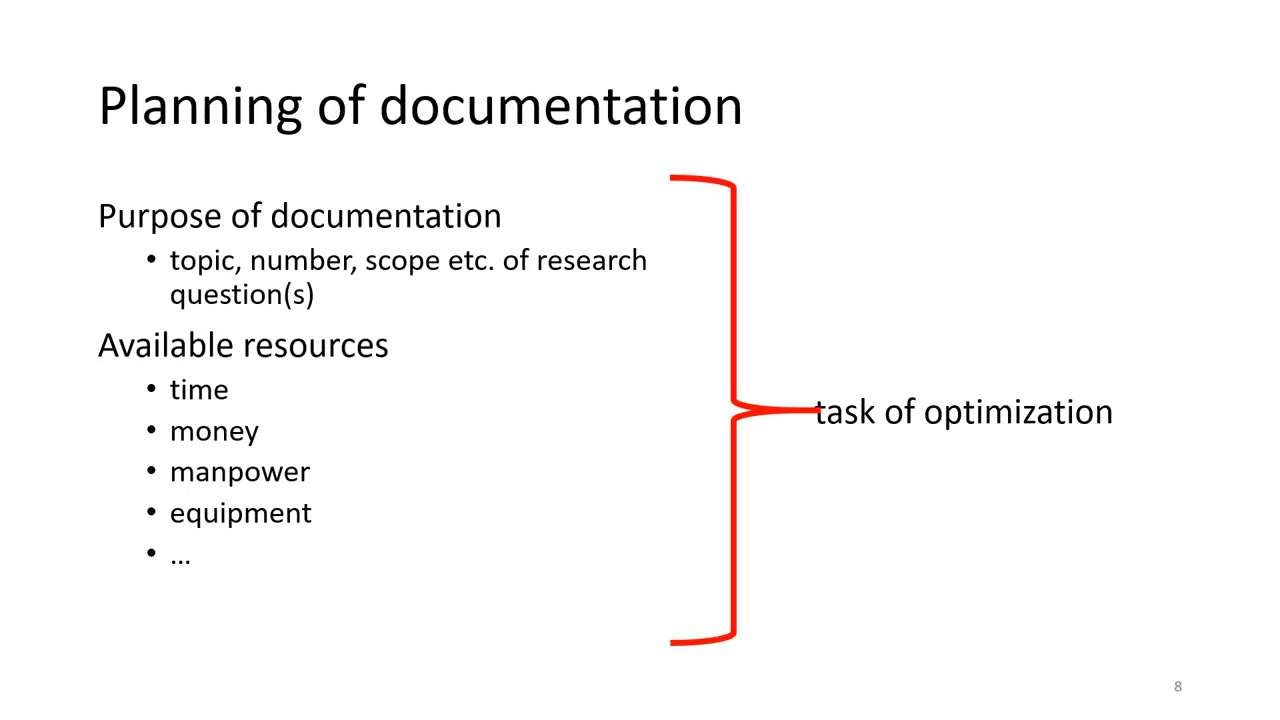 Planning of documentation
Purpose of documentation
• topic, number, scope etc. of research
question(s)
Available resources
• time
• money
• manpower
• equipment
• ...
task of optimization
8